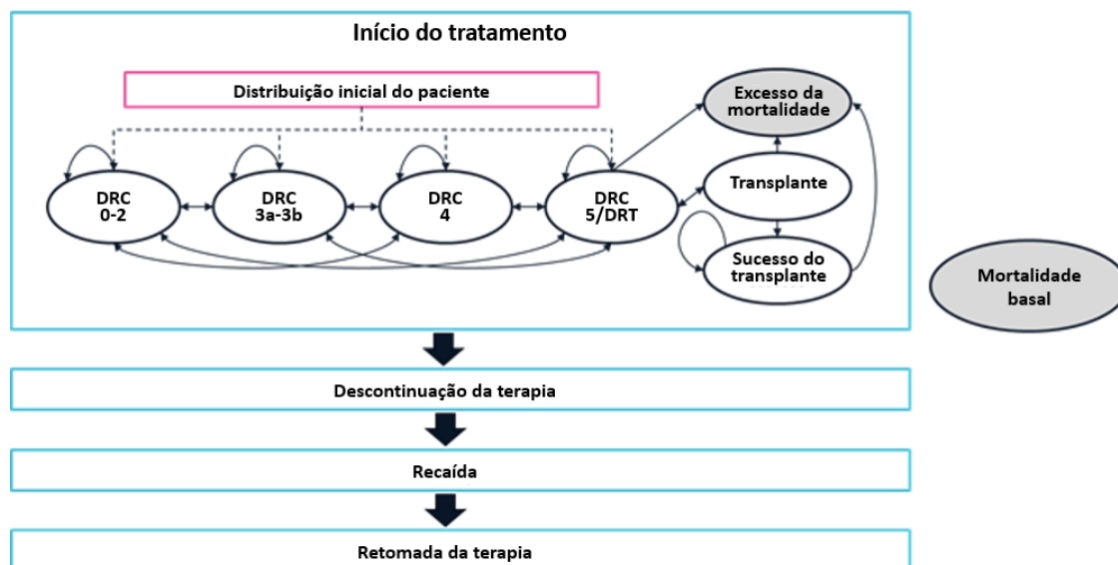 Início do tratamento
Distribuição inicial do paciente
Excesso da
mortalidade
DRC
0-2
DRC
3a-3b
DRC
4
DRC
5/DRT
Transplante
Sucesso do
transplante
Mortalidade
basal
Descontinuação da terapia
Recaída
Retomada da terapia